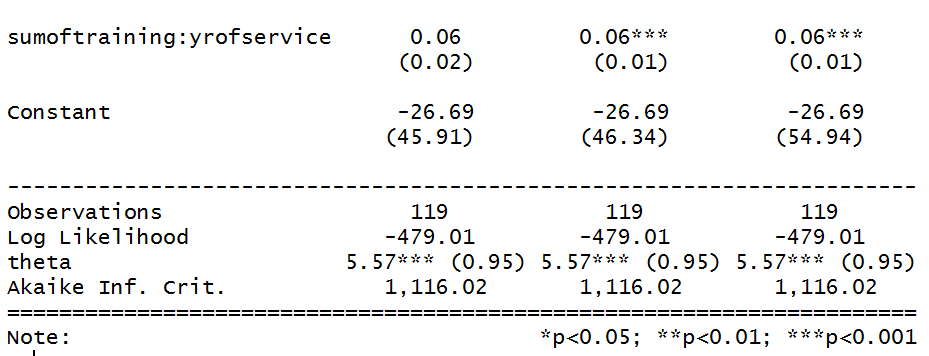 sumoftraining:yrofservice 0.06 0.06*** 0.06***
(0.02) (0.01) (0.01)
Constant -26.69 -26.69 -26.69
(45.91) (46.34) (54.94)
-----------------------------------------------------------------------
Observations 119 119 119
Log Likelihood -479.01 -479.01 -479.01
theta 5.57*** (0.95) 5.57*** (0.95) 5.57*** (0.95)
Akaike Inf. Crit. 1,116.02 1,116.02 1,116.02
=======================================================================
Note: *p<0.05; **p<0.01; ***p<0.001